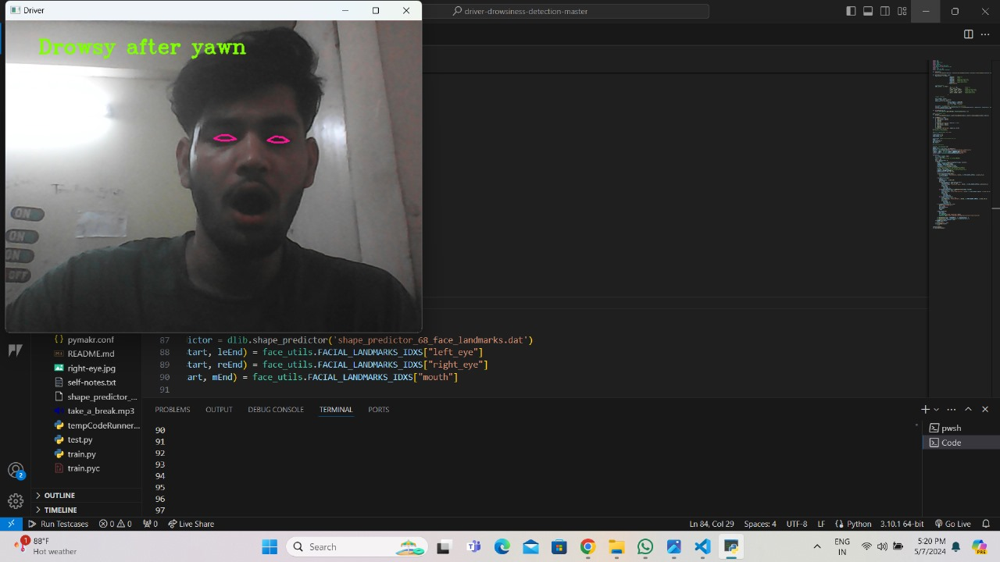 Driver
driver-drowsiness-detection-master
Drowsy after yawn
ON
ON
ON
OFF
pymakr.conf
README.md
right-eye.jpg
self-notes.txt
shape_predictor_...
take_a_break.mp3
tempCodeRunner...
test.py
train.py
train.pyc
OUTLINE
TIMELINE
87 ictor = dlib.shape_predictor('shape_predictor_68_face_landmarks.dat')
88 tart, leEnd) = face_utils.FACIAL_LANDMARKS_IDXS["left_eye"]
89 tart, reEnd) = face_utils.FACIAL_LANDMARKS_IDXS["right_eye"]
90 art, mEnd) = face_utils.FACIAL_LANDMARKS_IDXS["mouth"]
91
PROBLEMS OUTPUT DEBUG CONSOLE TERMINAL PORTS
90
91
92
93
94
95
96
97
pwsh
Code
2
Run Testcases 0 0 0 Live Share Ln 84, Col 29 Spaces: 4 UTF-8 LF Python 3.10.1 64-bit Go Live
1
88°F
Hot weather
Search
ENG
IN
5:20 PM
5/7/2024
PRE